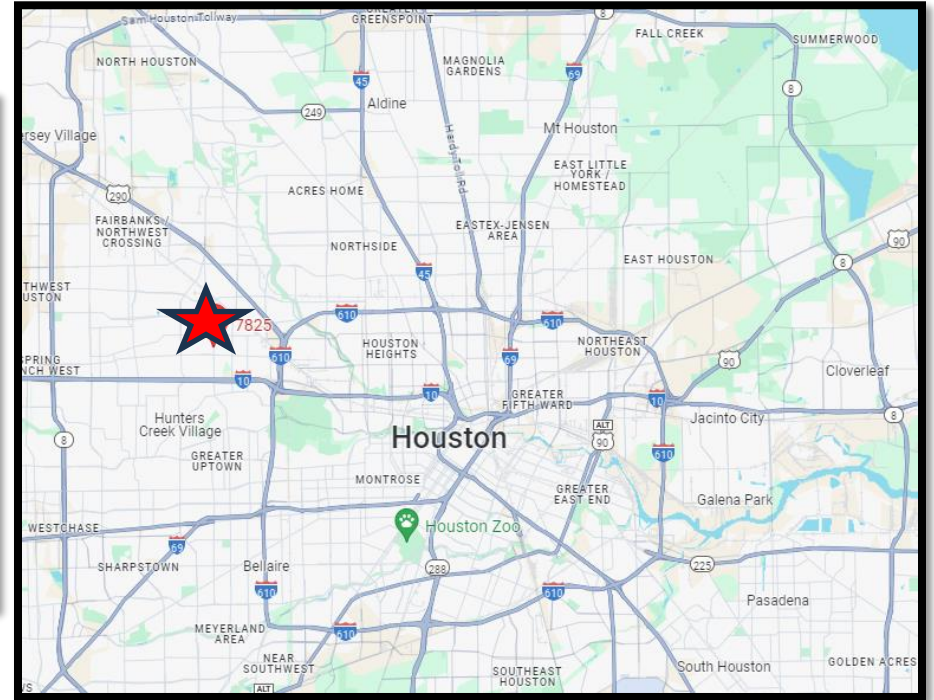 Sam Houston Tollway
GREENSPOINT
8
FALL CREEK
SUMMERWOOD
NORTH HOUSTON
MAGNOLIA
GARDENS
45
69
8
249
Aldine
Hardy Toll Rd
rsey Village
Mt Houston
290
ACRES HOME
EAST LITTLE
YORK /
HOMESTEAD
FAIRBANKS /
NORTHWEST
CROSSING
NORTHSIDE
EASTEX-JENSEN
AREA
90
EAST HOUSTON
8
45
THWEST
USTON
7825
610
610
610
HOUSTON
HEIGHTS
69
NORTHEAST
HOUSTON
90
SPRING
NCH WEST
10
10
GREATER
FIFTH WARD
10
Cloverleaf
Hunters
Creek Village
Houston
ALT
90
Jacinto City
8
8
GREATER
UPTOWN
610
MONTROSE
GREATER
EAST END
Galena Park
WESTCHASE
Houston Zoo
69
SHARPSTOWN
Bellaire
288
225
610
610
Pasadena
MEYERLAND
AREA
610
NEAR
SOUTHWEST
SOUTHEAST
HOUSTON
South Houston
GOLDEN ACRES
ALT